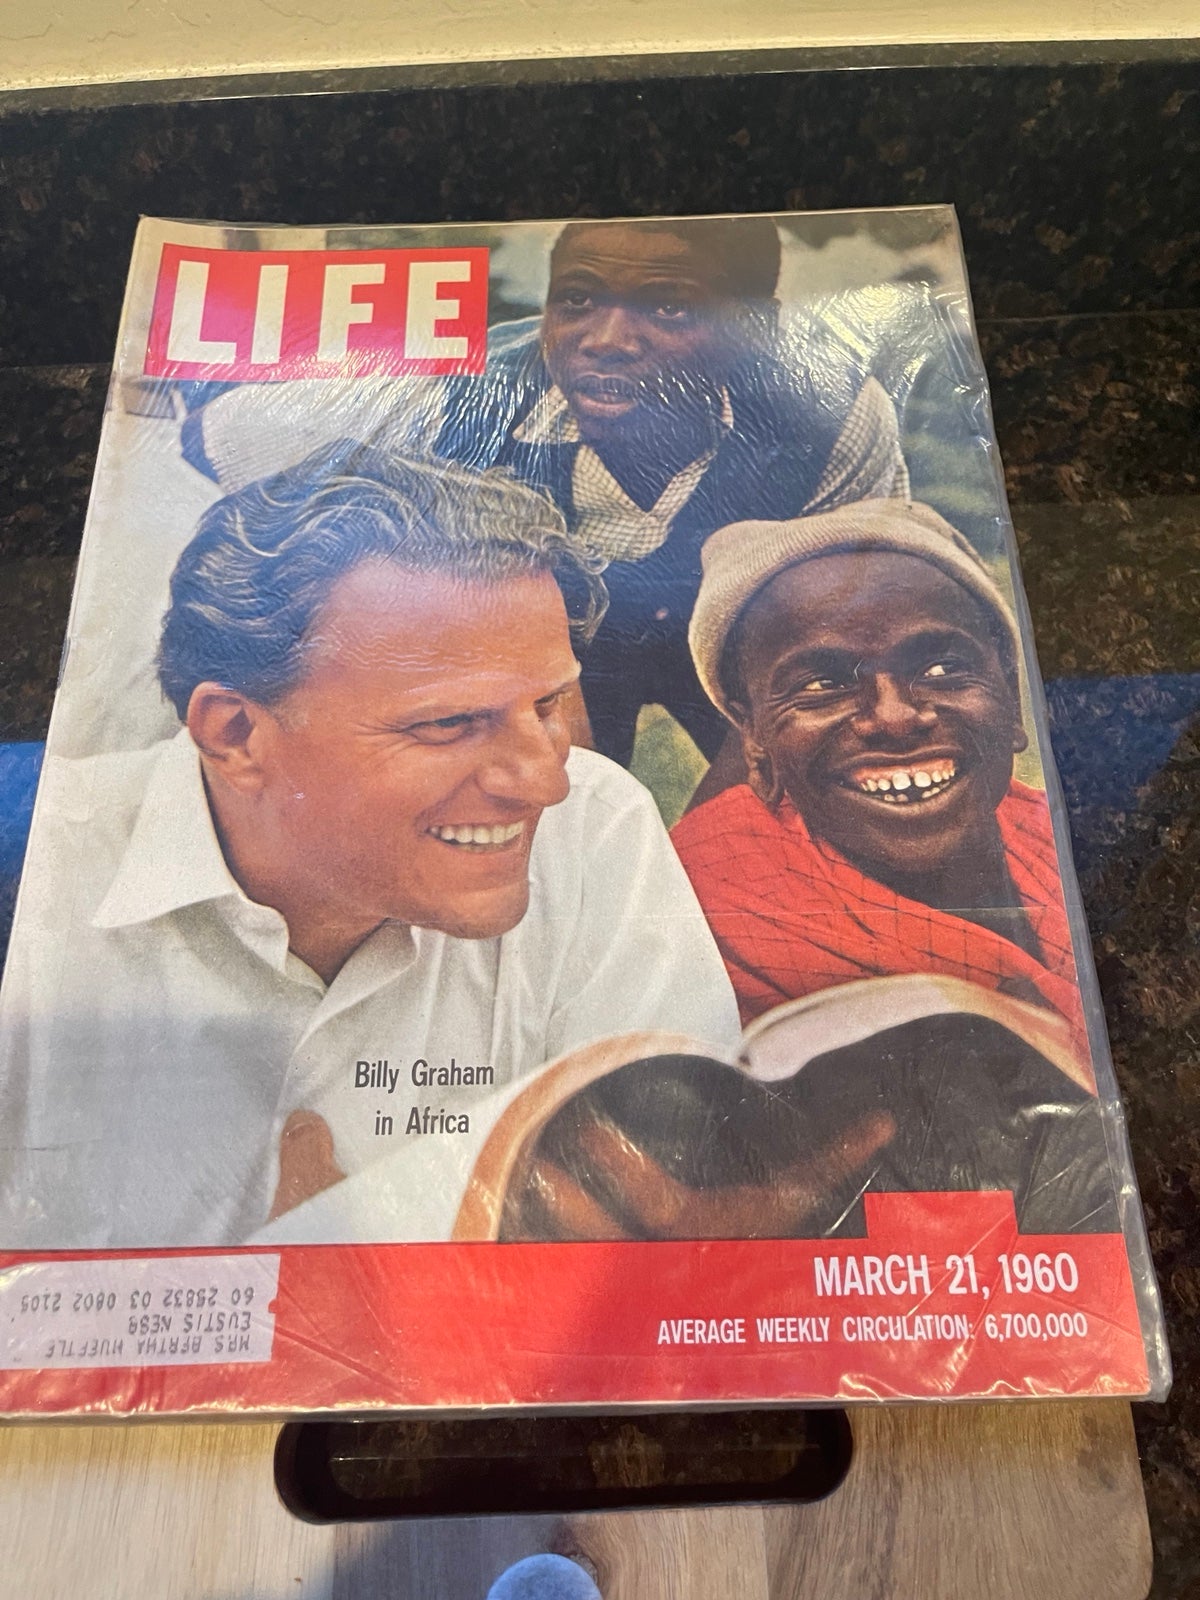 LIFE
Billy Graham
in Africa
MARCH 21, 1960
AVERAGE WEEKLY CIRCULATION: 6,700,000
MRS BERTHA HUEFTLE
EUSTIS NEBR
60 25832 03 0802 2105